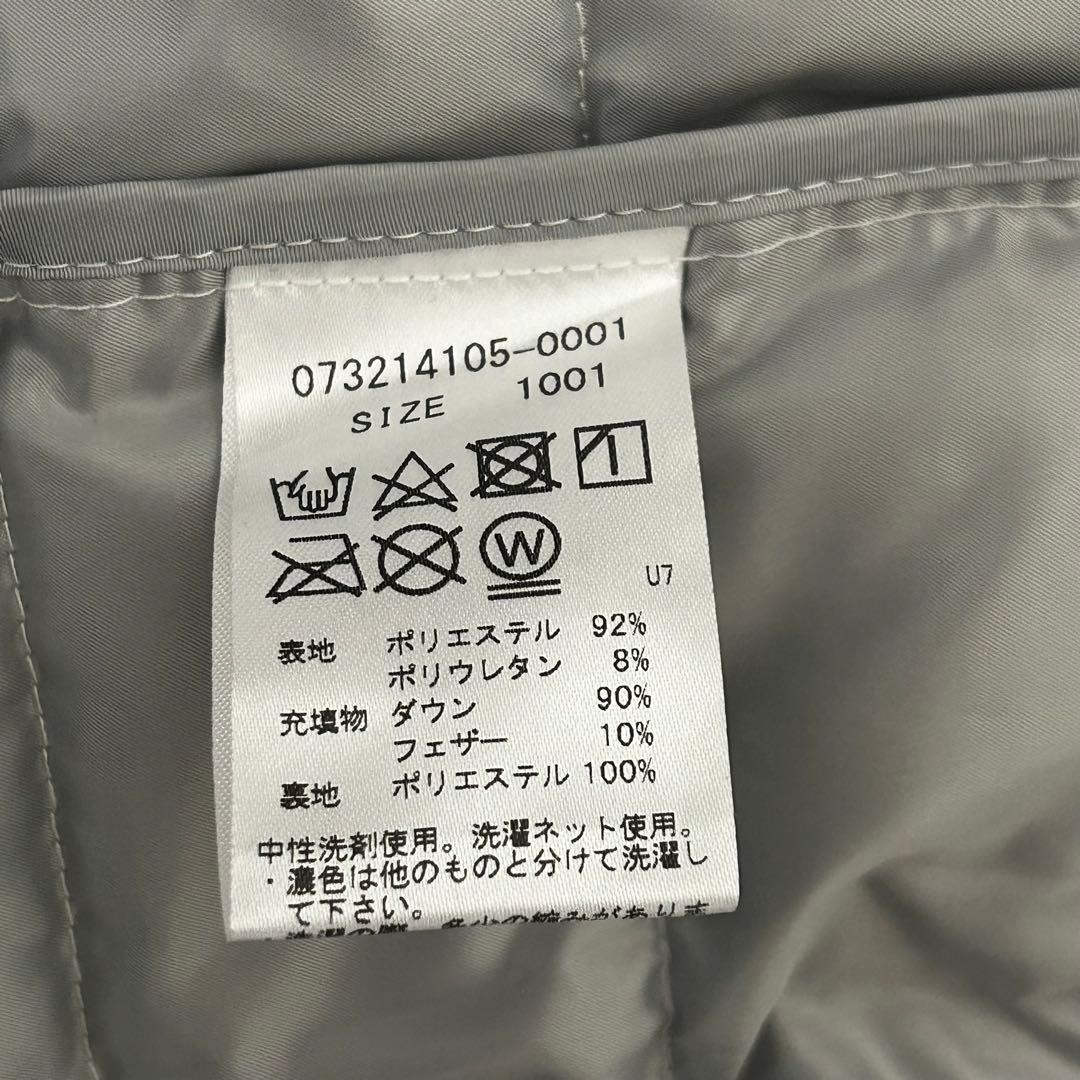 073214105-0001
SIZE 1001
W
U7
表地 ポリエステル 92%
ポリウレタン 8%
充填物 ダウン 90%
フェザー 10%
裏地 ポリエステル 100%
中性洗剤使用。洗濯ネット使用。
・濃色は他のものと分けて洗濯し
て下さい。